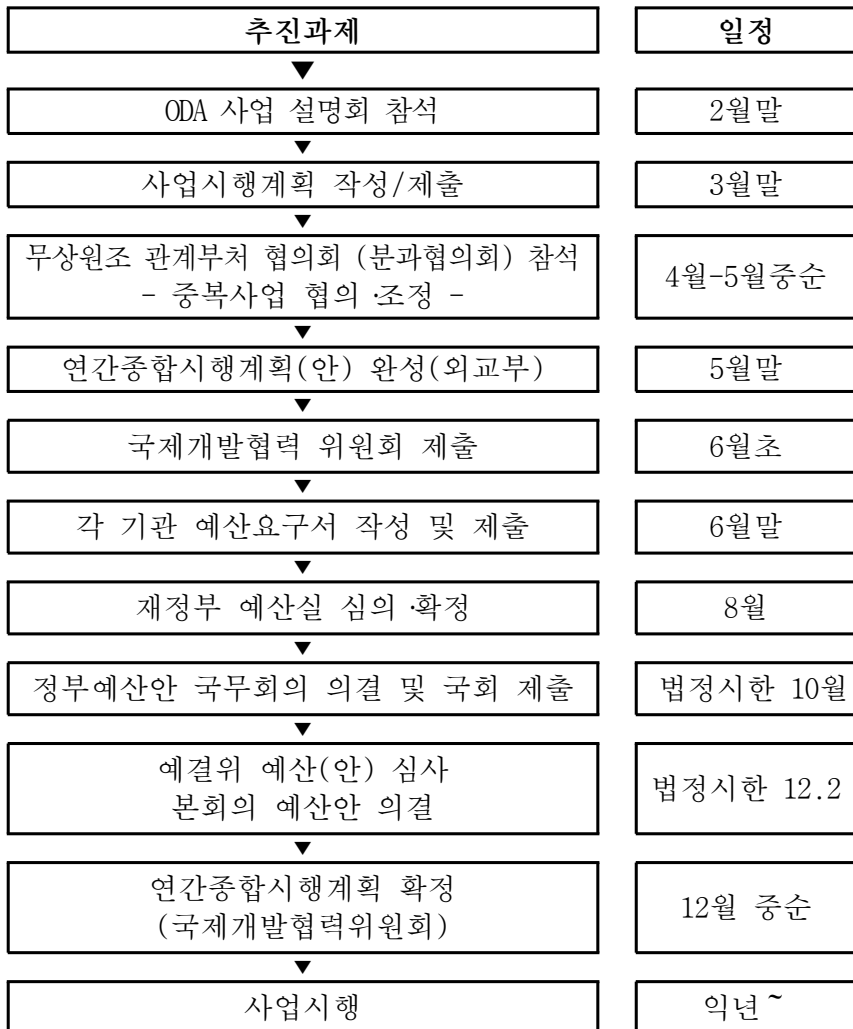 추진과제 일정
▼
ODA 사업 설명회 참석 2월말
▼
사업시행계획 작성/제출 3월말
▼
무상원조 관계부처 협의회 (분과협의회) 참석
- 중복사업 협의·조정 -
4월-5월중순
▼
연간종합시행계획(안) 완성(외교부) 5월말
▼
국제개발협력 위원회 제출 6월초
▼
각 기관 예산요구서 작성 및 제출 6월말
▼
재정부 예산실 심의·확정 8월
▼
정부예산안 국무회의 의결 및 국회 제출 법정시한 10월
▼
예결위 예산(안) 심사
본회의 예산안 의결
법정시한 12.2
▼
연간종합시행계획 확정
(국제개발협력위원회)
12월 중순
▼
사업시행 익년~